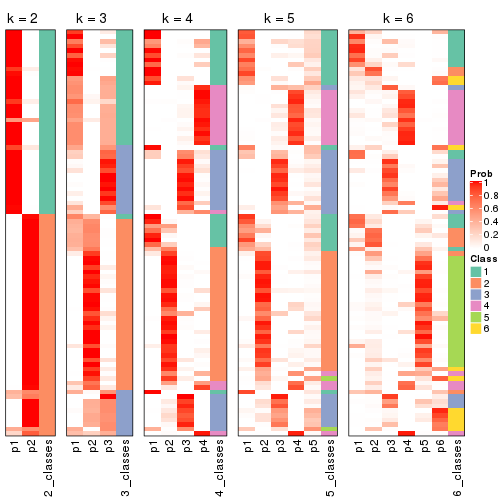 k = 2
k = 3
k = 4
k = 5
k = 6
p1
p2
2_classes
p1
p2
p3
3_classes
p1
p2
p3
p4
4_classes
p1
p2
p3
p4
p5
5_classes
p1
p2
p3
p4
p5
p6
6_classes
Prob
1
0.8
0.6
0.4
0.2
0
Class
1
2
3
4
5
6